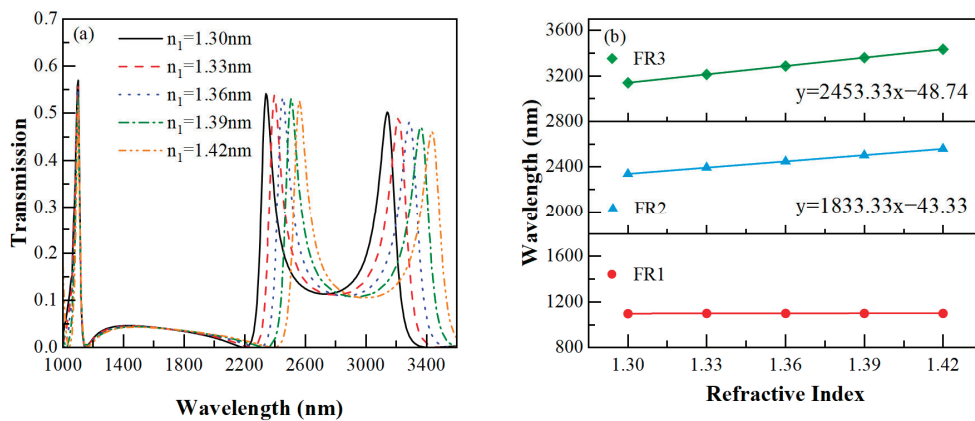 (a)
n1=1.30nm
n1=1.33nm
n1=1.36nm
n1=1.39nm
n1=1.42nm
0.7
0.6
0.5
0.4
0.3
0.2
0.1
0.0
Transmission
1000 1400 1800 2200 2600 3000 3400
Wavelength (nm)
(b)
FR3
y=2453.33x−48.74
FR2
y=1833.33x−43.33
FR1
3600
3200
2800
2400
2000
1600
1200
800
Wavelength (nm)
1.30 1.33 1.36 1.39 1.42
Refractive Index